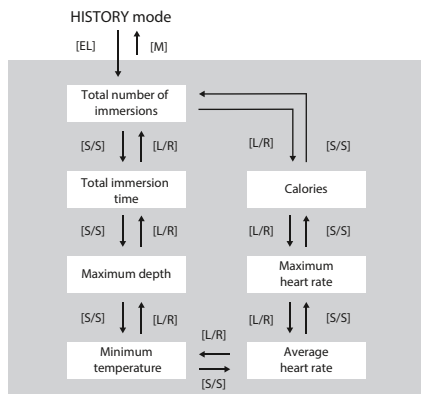 HISTORY mode
[EL]
[M]
Total number of
immersions
[S/S]
[L/R]
[L/R]
[S/S]
Total immersion
time
Calories
[S/S]
[L/R]
[L/R]
[S/S]
Maximum depth
Maximum
heart rate
[S/S]
[L/R]
[L/R]
[S/S]
[L/R]
Minimum
temperature
Average
heart rate
[S/S]